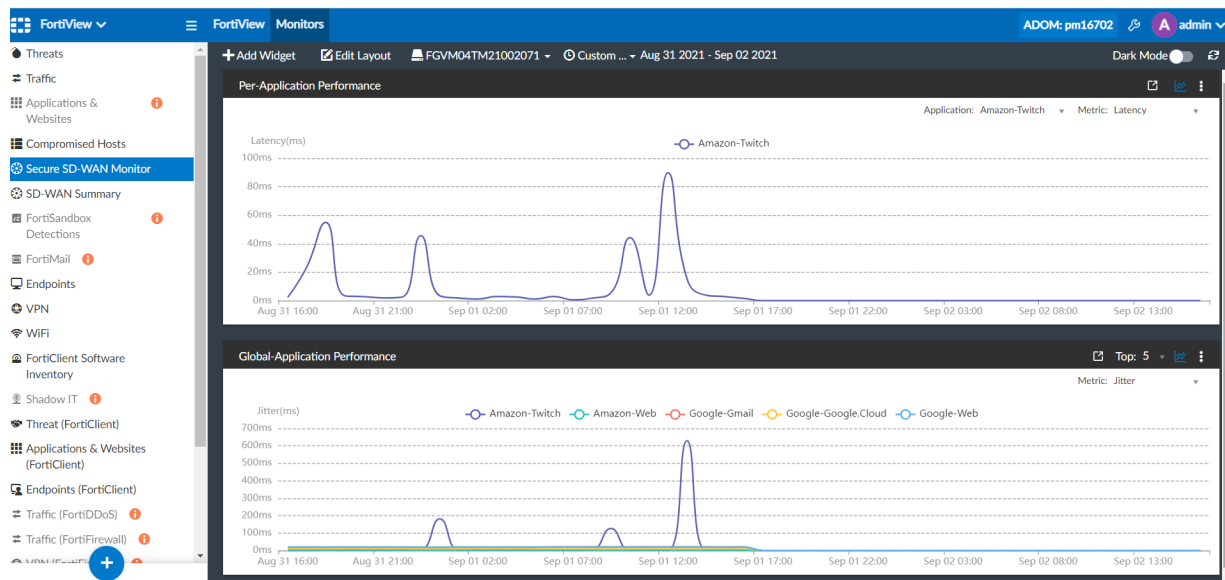 FortiView
FortiView Monitors
ADOM: pm16702 A admin
Threats
Traffic
Applications &
Websites
Compromised Hosts
Secure SD-WAN Monitor
SD-WAN Summary
FortiSandbox
Detections
FortiMail
Endpoints
VPN
WiFi
FortiClient Software
Inventory
Shadow IT
Threat (FortiClient)
Applications & Websites
(FortiClient)
Endpoints (FortiClient)
Traffic (FortiDDoS)
Traffic (FortiFirewall)
Add Widget Edit Layout FGVM04TM21002071 Custom ... Aug 31 2021 - Sep 02 2021 Dark Mode
Per-Application Performance
Application: Amazon-Twitch Metric: Latency
Latency(ms)
Amazon-Twitch
100ms
80ms
60ms
40ms
20ms
0ms
Aug 31 16:00 Aug 31 21:00 Sep 01 02:00 Sep 01 07:00 Sep 01 12:00 Sep 01 17:00 Sep 01 22:00 Sep 02 03:00 Sep 02 08:00 Sep 02 13:00
Global-Application Performance Top: 5
Metric: Jitter
Jitter(ms)
Amazon-Twitch Amazon-Web Google-Gmail Google-Google.Cloud Google-Web
700ms
600ms
500ms
400ms
300ms
200ms
100ms
0ms
Aug 31 16:00 Aug 31 21:00 Sep 01 02:00 Sep 01 07:00 Sep 01 12:00 Sep 01 17:00 Sep 01 22:00 Sep 02 03:00 Sep 02 08:00 Sep 02 13:00